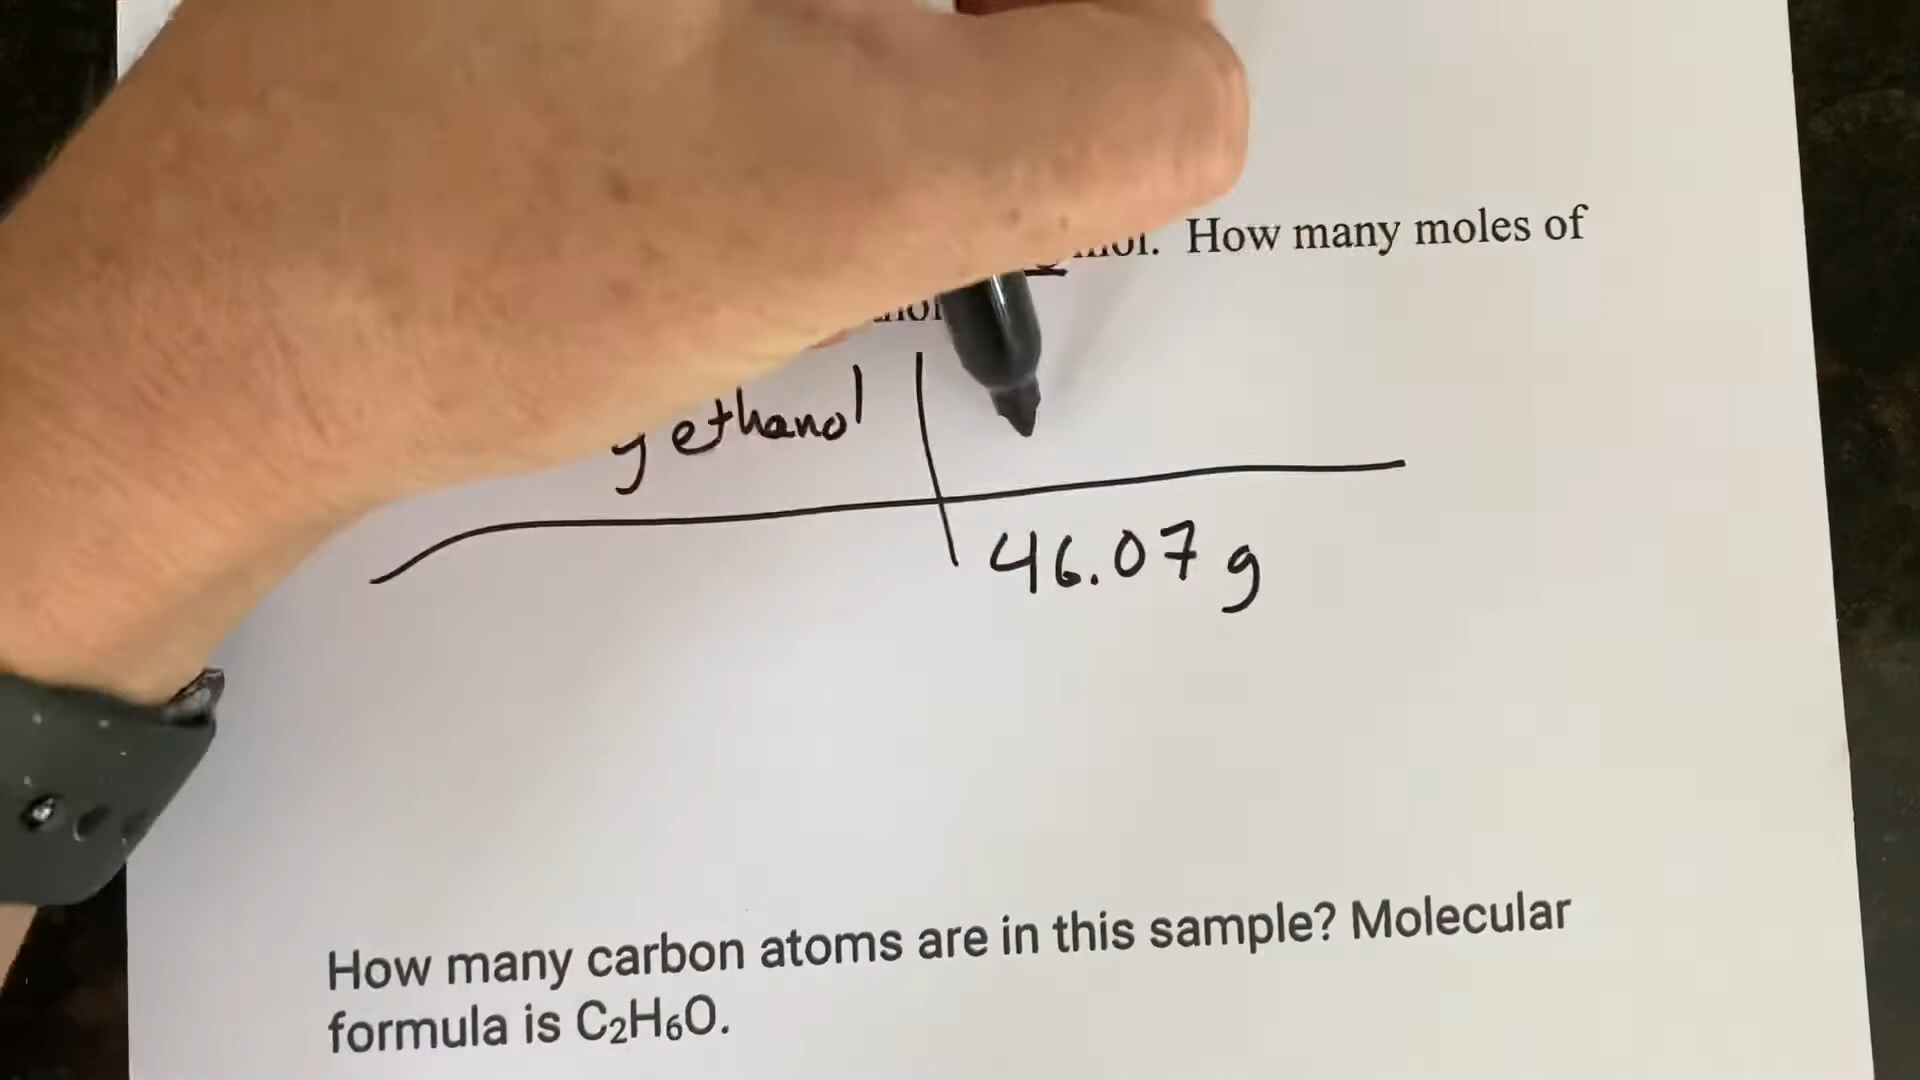 How many moles of
g ethanol
46.07 g
How many carbon atoms are in this sample? Molecular
formula is C₂H₆O.